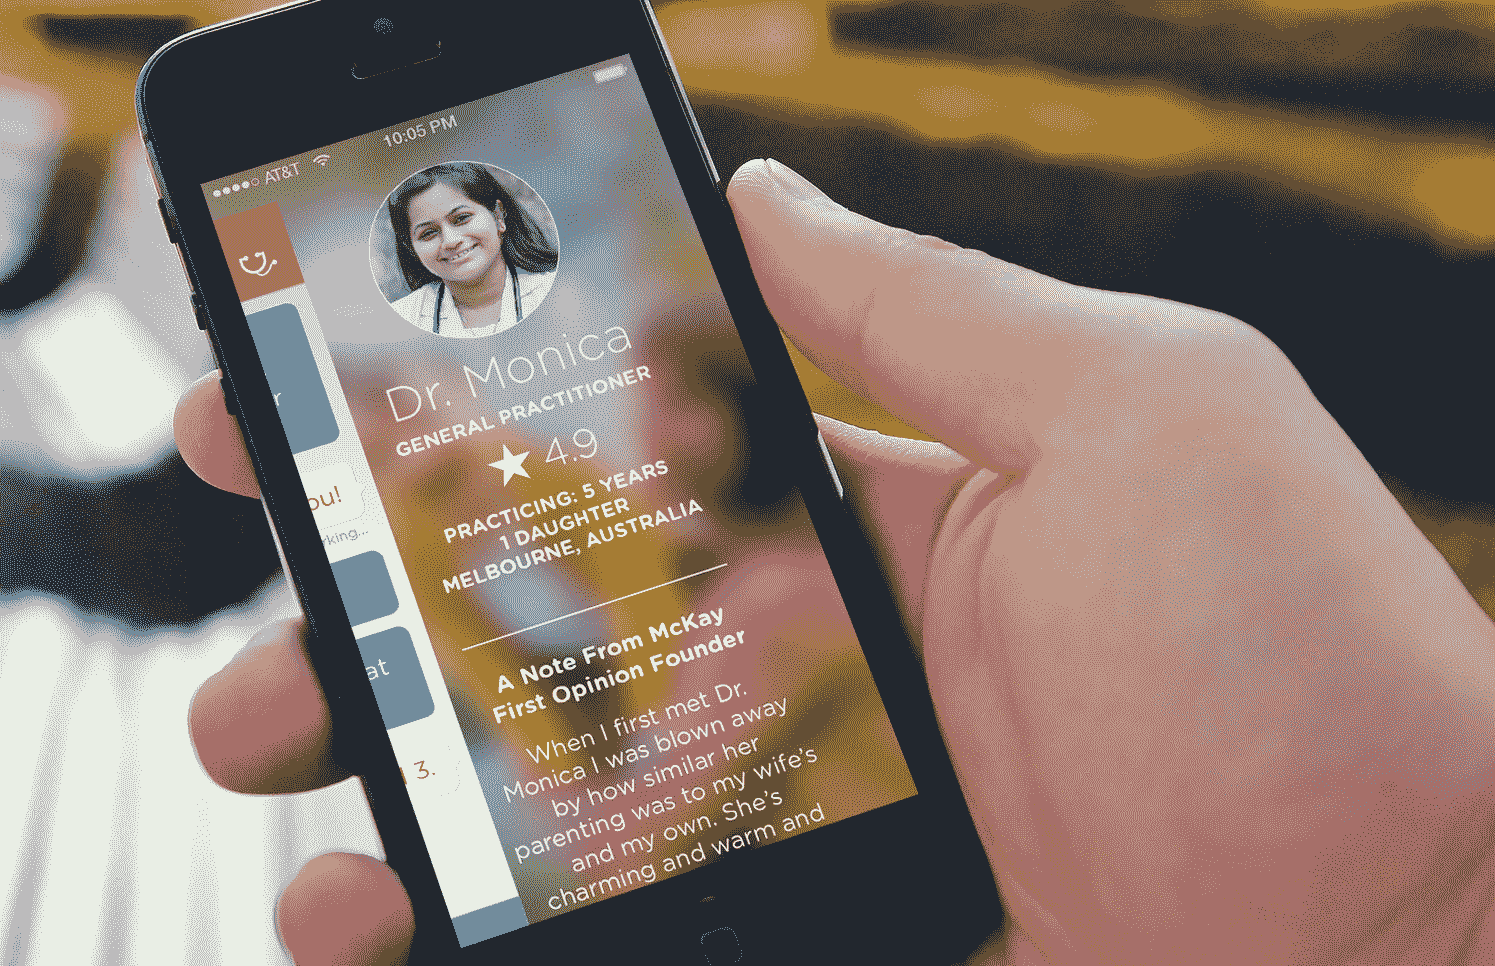 AT&T 10:05 PM
Dr. Monica
GENERAL PRACTITIONER
4.9
PRACTICING: 5 YEARS
1 DAUGHTER
MELBOURNE, AUSTRALIA
A Note From McKay
First Opinion Founder
When I first met Dr.
Monica I was blown away
by how similar her
parenting was to my wife's
and my own. She's
charming and warm and
r
ou!
rking...
at
3.